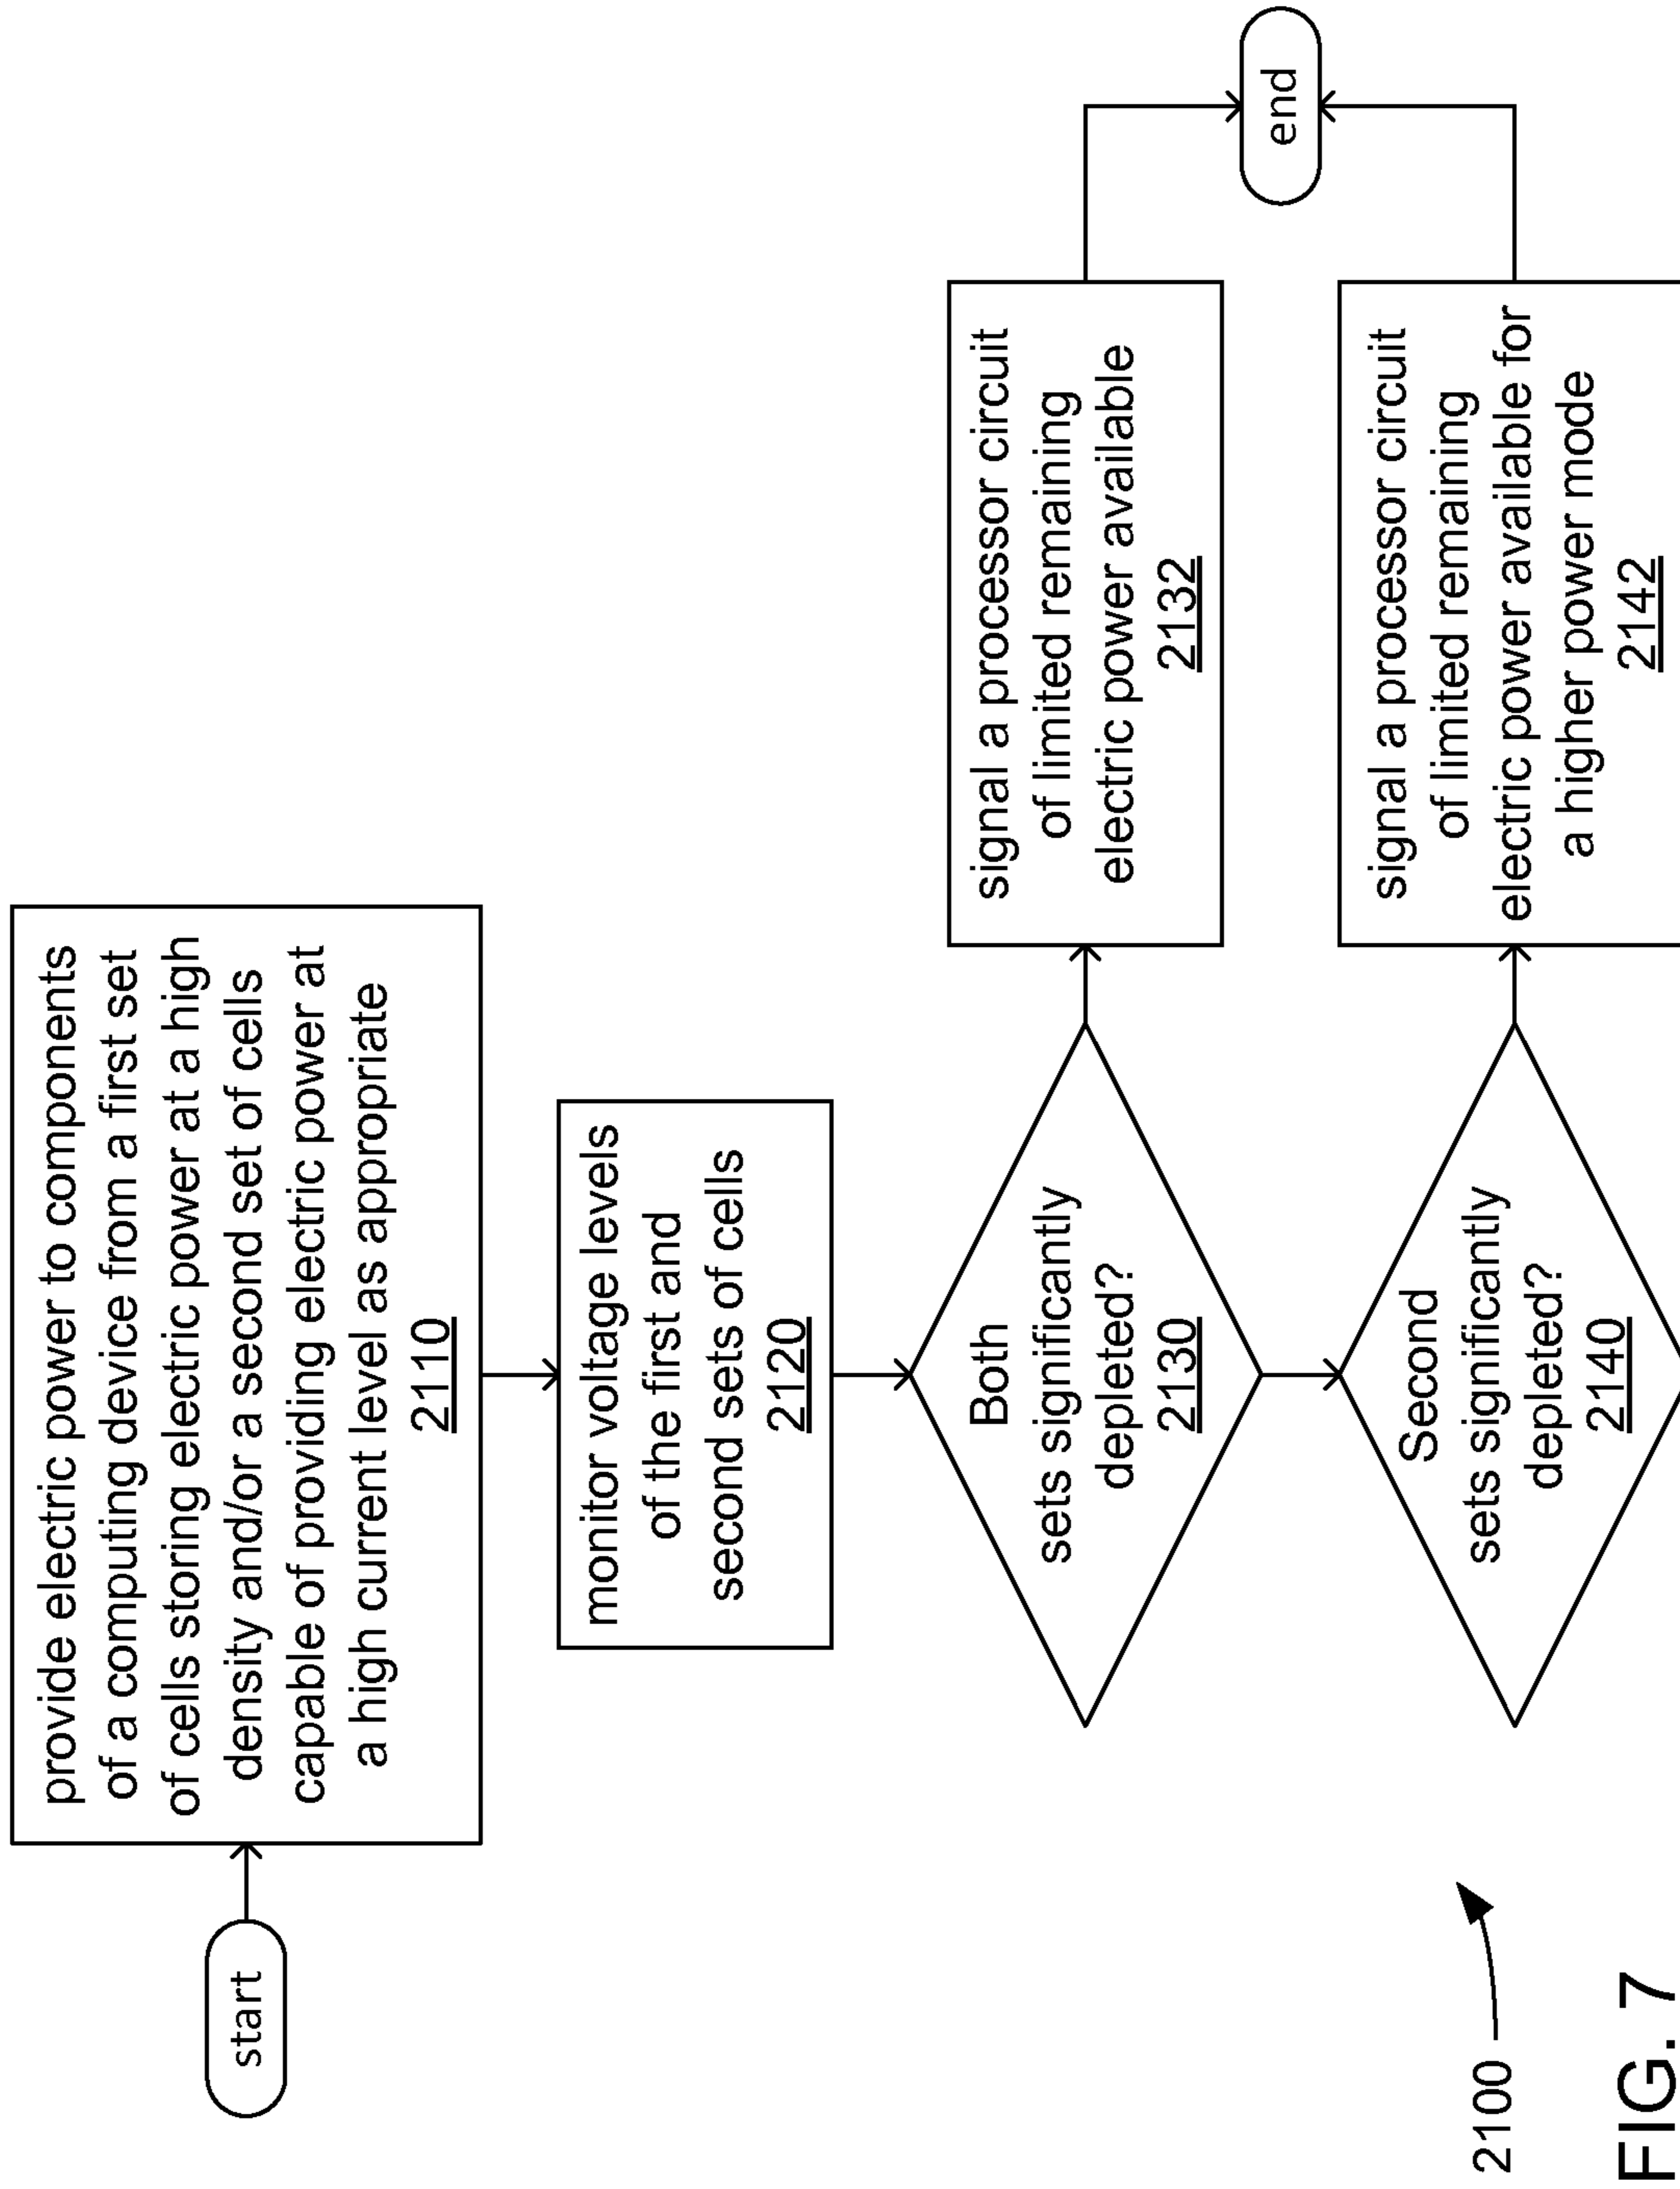 start
provide electric power to components
of a computing device from a first set
of cells storing electric power at a high
density and/or a second set of cells
capable of providing electric power at
a high current level as appropriate
2110
monitor voltage levels
of the first and
second sets of cells
2120
Both
sets significantly
depleted?
2130
signal a processor circuit
of limited remaining
electric power available
2132
Second
sets significantly
depleted?
2140
signal a processor circuit
of limited remaining
electric power available for
a higher power mode
2142
end
2100
FIG. 7